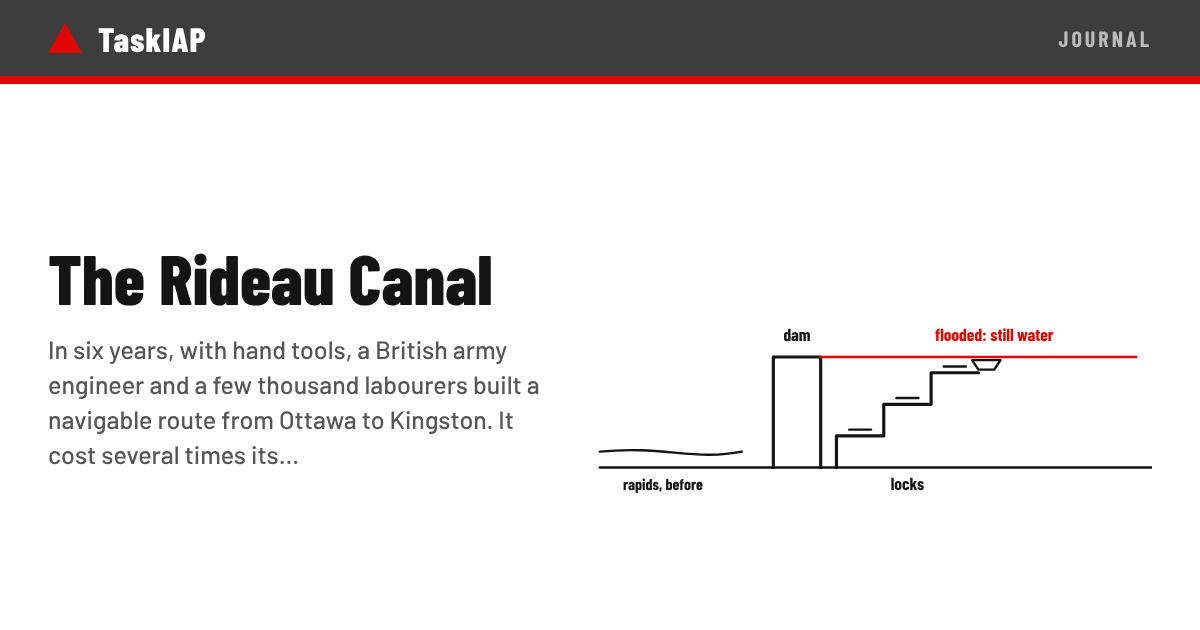 TaskIAP
JOURNAL
The Rideau Canal
In six years, with hand tools, a British army
engineer and a few thousand labourers built a
navigable route from Ottawa to Kingston. It
cost several times its...
dam
flooded: still water
rapids, before
locks